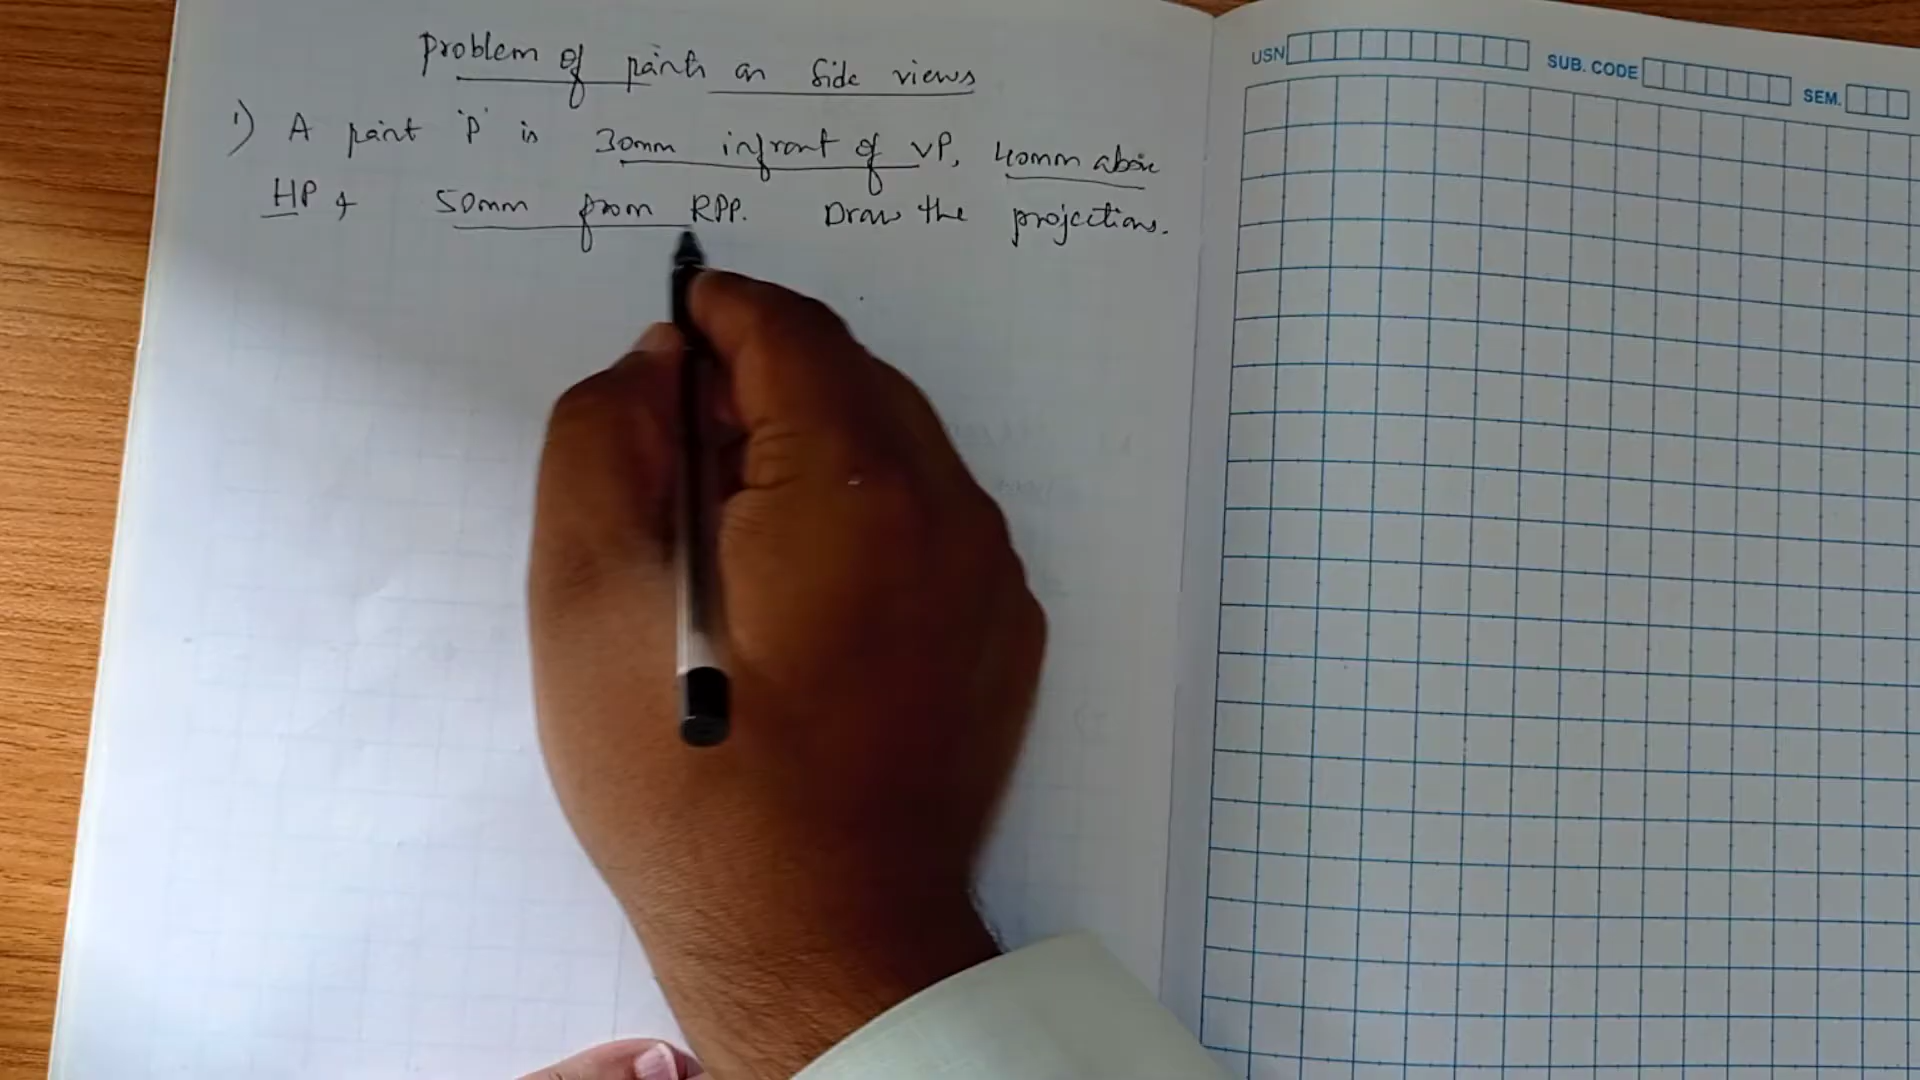 Problem of points on Side views
1) A point 'P' is 30mm infront of VP, 40mm above
HP & 50mm from RPP. Draw the projections.
USN SUB. CODE SEM.